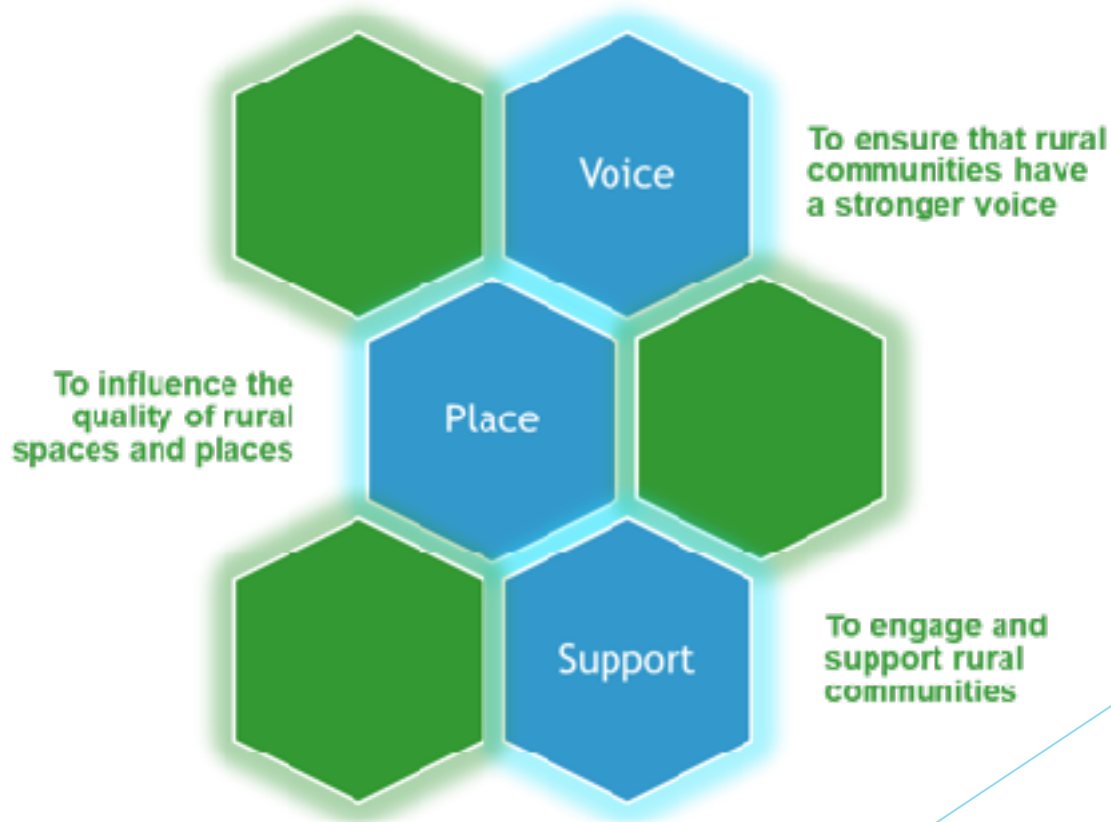 Voice
To ensure that rural
communities have
a stronger voice
To influence the
quality of rural
spaces and places
Place
Support
To engage and
support rural
communities